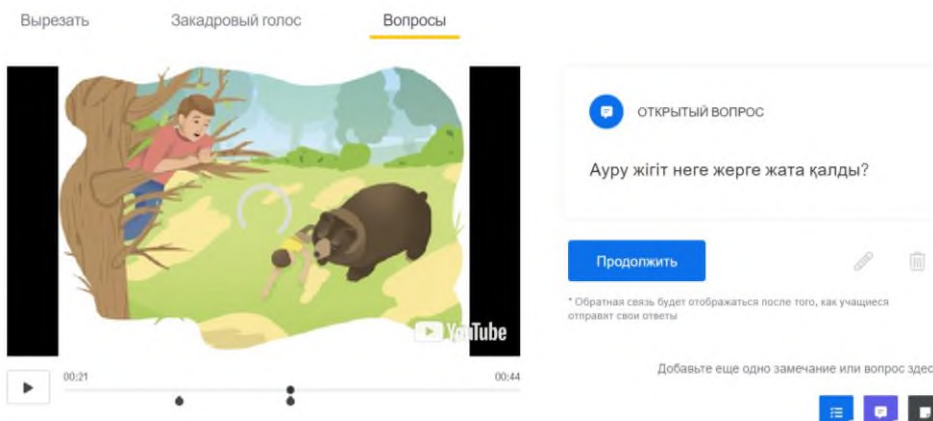 Вырезать Закадровый голос Вопросы
ОТКРЫТЫЙ ВОПРОС
Ауру жігіт неге жерге жата қалды?
Продолжить
* Обратная связь будет отображаться после того, как учащиеся
отправят свои ответы
YouTube
00:21 00:44
Добавьте еще одно замечание или вопрос здес